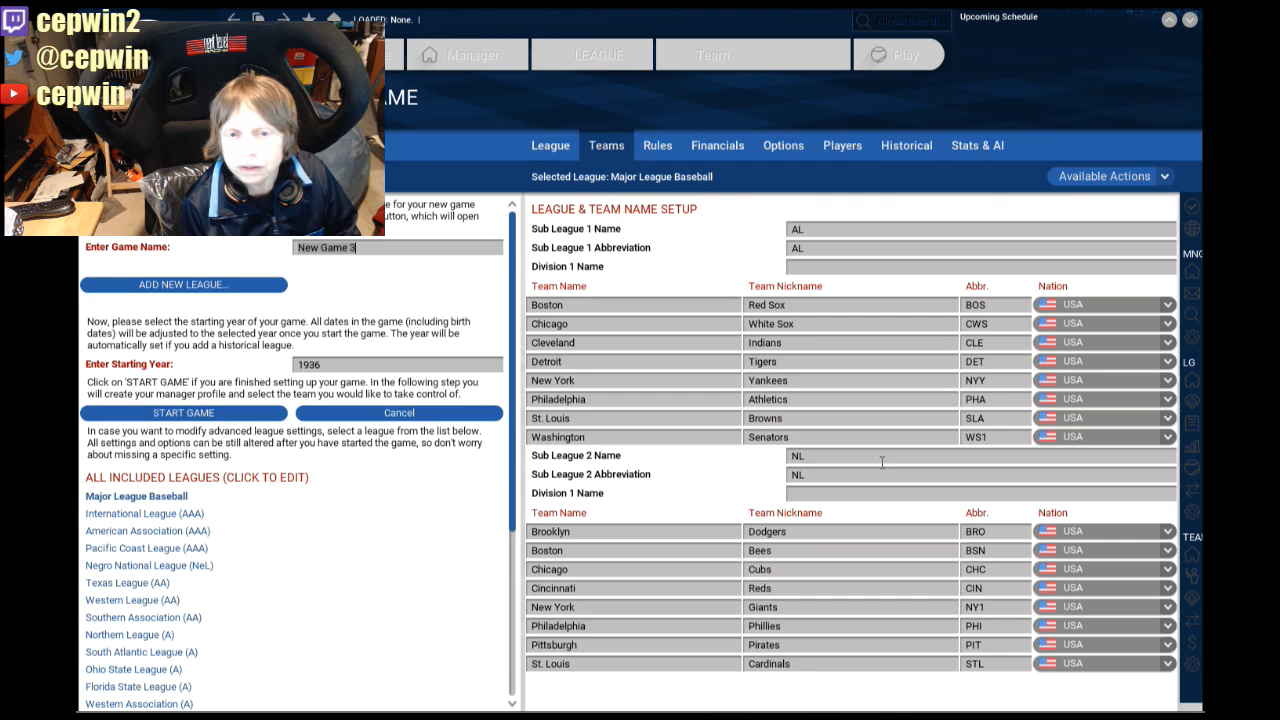 cepwin2
@cepwin
cepwin
LOADED: None. |
Global Search...
Upcoming Schedule
Manager
LEAGUE
Team
Play
AME
League
Teams
Rules
Financials
Options
Players
Historical
Stats & AI
Selected League: Major League Baseball
Available Actions
e for your new game
utton, which will open
Enter Game Name:
New Game 3
ADD NEW LEAGUE...
Now, please select the starting year of your game. All dates in the game (including birth
dates) will be adjusted to the selected year once you start the game. The year will be
automatically set if you add a historical league.
Enter Starting Year:
1936
Click on 'START GAME' if you are finished setting up your game. In the following step you
will create your manager profile and select the team you would like to take control of.
START GAME
Cancel
In case you want to modify advanced league settings, select a league from the list below.
All settings and options can be still altered after you have started the game, so don't worry
about missing a specific setting.
ALL INCLUDED LEAGUES (CLICK TO EDIT)
Major League Baseball
International League (AAA)
American Association (AAA)
Pacific Coast League (AAA)
Negro National League (NeL)
Texas League (AA)
Western League (AA)
Southern Association (AA)
Northern League (A)
South Atlantic League (A)
Ohio State League (A)
Florida State League (A)
Western Association (A)
LEAGUE & TEAM NAME SETUP
Sub League 1 Name AL
Sub League 1 Abbreviation AL
Division 1 Name
Team Name Team Nickname Abbr. Nation
Boston Red Sox BOS USA
Chicago White Sox CWS USA
Cleveland Indians CLE USA
Detroit Tigers DET USA
New York Yankees NYY USA
Philadelphia Athletics PHA USA
St. Louis Browns SLA USA
Washington Senators WS1 USA
Sub League 2 Name NL
Sub League 2 Abbreviation NL
Division 1 Name
Team Name Team Nickname Abbr. Nation
Brooklyn Dodgers BRO USA
Boston Bees BSN USA
Chicago Cubs CHC USA
Cincinnati Reds CIN USA
New York Giants NY1 USA
Philadelphia Phillies PHI USA
Pittsburgh Pirates PIT USA
St. Louis Cardinals STL USA
MNG
LG
TEA